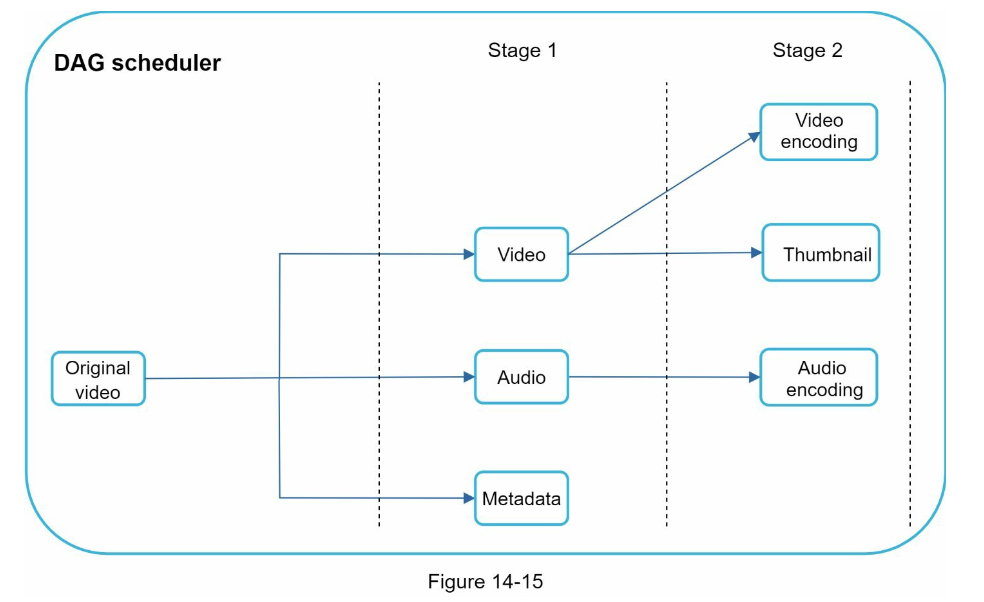 DAG scheduler
Stage 1
Stage 2
Video
encoding
Video
Thumbnail
Original
video
Audio
Audio
encoding
Metadata
Figure 14-15